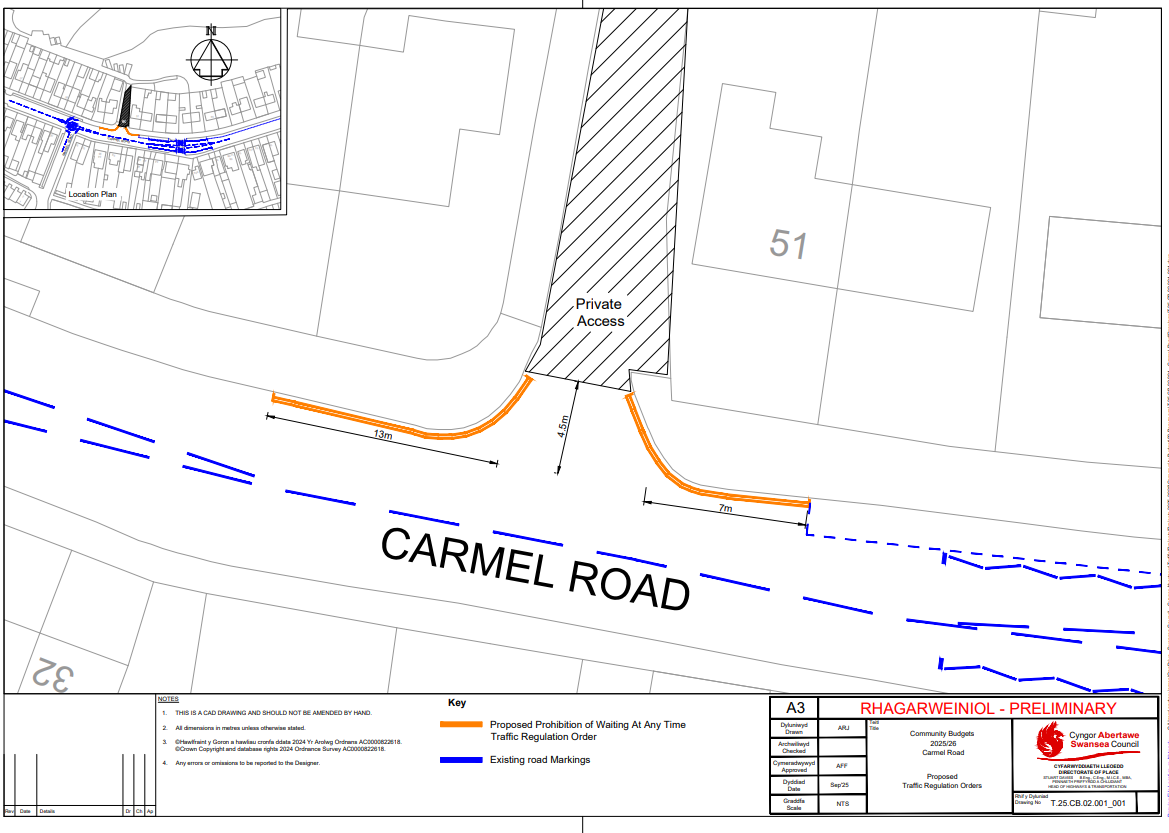 N
Location Plan
51
Private
Access
13m
4.5m
7m
CARMEL ROAD
32
NOTES
1. THIS IS A CAD DRAWING AND SHOULD NOT BE AMENDED BY HAND.
2. All dimensions in metres unless otherwise stated.
3. ©Hawlfraint y Goron a hawliau cronfa ddata 2024 Yr Arolwg Ordnans AC0000822618.
©Crown Copyright and database rights 2024 Ordnance Survey AC0000822618.
4. Any errors or omissions to be reported to the Designer.
Rev Date Details Dr Ch Ap
Key
Proposed Prohibition of Waiting At Any Time
Traffic Regulation Order
Existing road Markings
A3
RHAGARWEINIOL - PRELIMINARY
Dyluniwyd
Drawn
ARJ
Archwiliwyd
Checked
Cymeradwywyd
Approved
AFF
Dyddiad
Date
Sep'25
Graddfa
Scale
NTS
Teitl
Title
Community Budgets
2025/26
Carmel Road
Proposed
Traffic Regulation Orders
Cyngor Abertawe
Swansea Council
CYFARWYDDIAETH LLEOEDD
DIRECTORATE OF PLACE
HEAD OF HIGHWAYS & TRANSPORTATION
Rhif y Dyluniad
Drawing No
T.25.CB.02.001_001